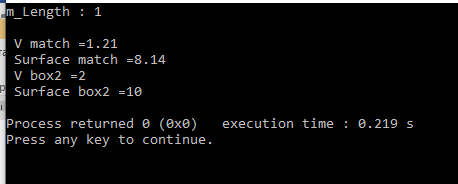 m_Length : 1
V match =1.21
Surface match =8.14
V box2 =2
Surface box2 =10
Process returned 0 (0x0)   execution time : 0.219 s
Press any key to continue.